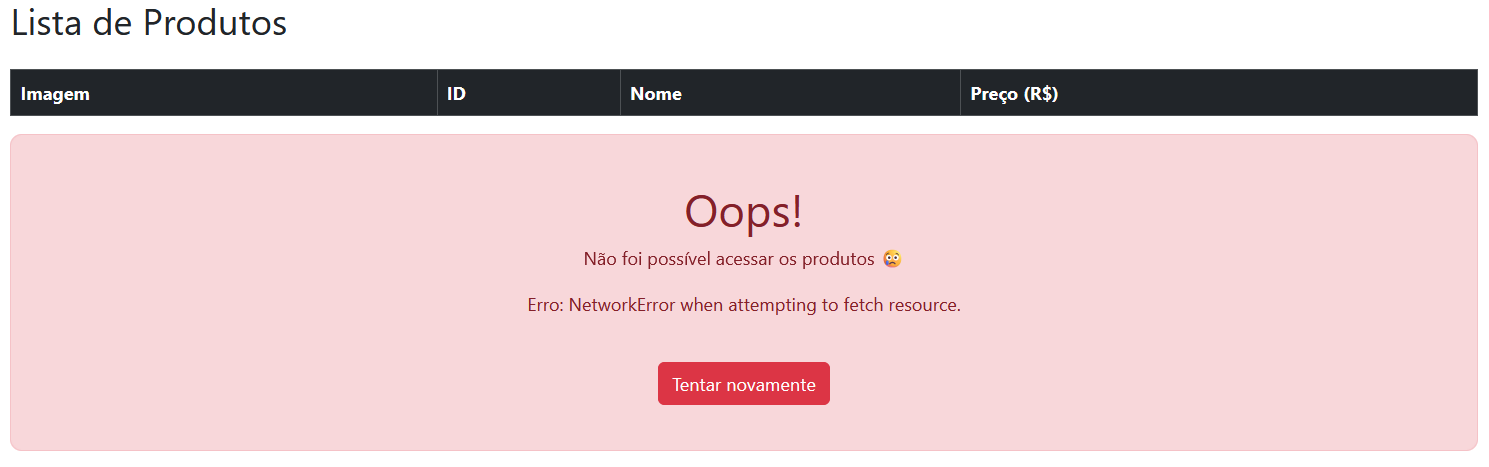 Lista de Produtos
Imagem ID Nome Preço (R$)
Oops!
Não foi possível acessar os produtos 😢
Erro: NetworkError when attempting to fetch resource.
Tentar novamente